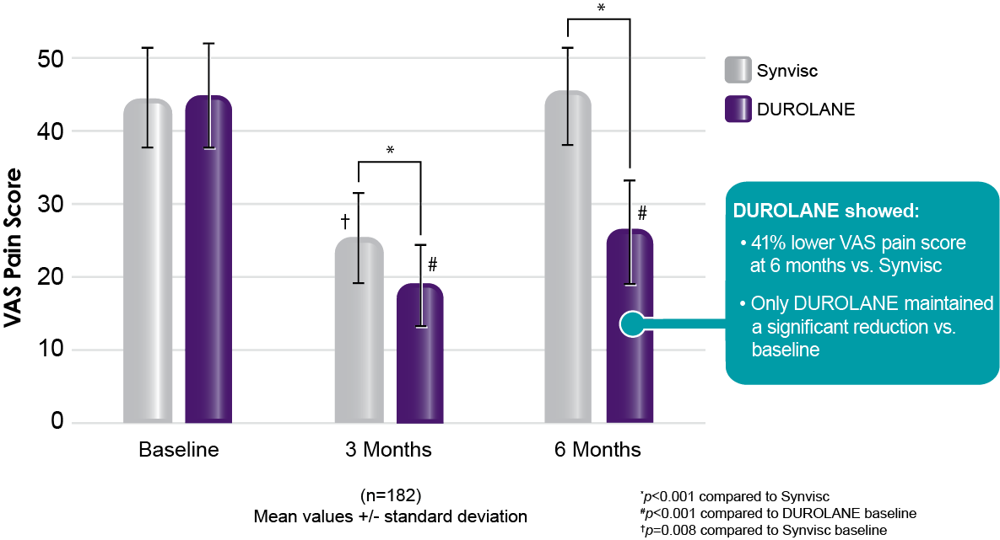 *
*
50
40
30
20
10
0
VAS Pain Score
†
#
#
Synvisc
DUROLANE
DUROLANE showed:
• 41% lower VAS pain score
at 6 months vs. Synvisc
• Only DUROLANE maintained
a significant reduction vs.
baseline
Baseline
3 Months
6 Months
(n=182)
Mean values +/- standard deviation
*p<0.001 compared to Synvisc
#p<0.001 compared to DUROLANE baseline
†p=0.008 compared to Synvisc baseline